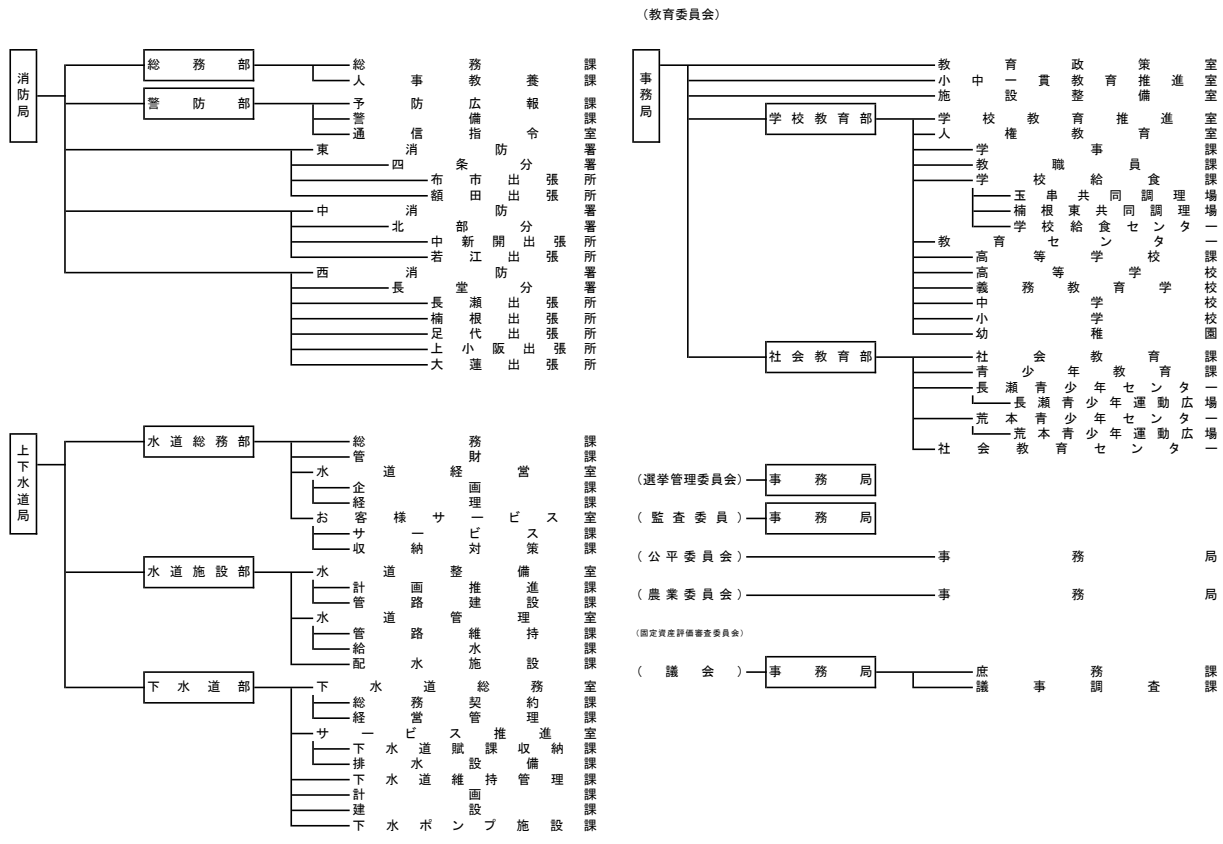 消防局
総務部
総務課
人事教養課
警防部
予防広報課
警備課
通信指令室
東消防署
四条分署
布市出張所
額田出張所
中消防署
北部分署
中新開出張所
若江出張所
西消防署
長堂分署
長瀬出張所
楠根出張所
足代出張所
上小阪出張所
大蓮出張所
上下水道局
水道総務部
総務課
管財課
水道経営室
企画課
経理課
お客様サービス室
サービス課
収納対策課
水道施設部
水道整備室
計画推進課
管路建設課
水道管理室
管路維持課
給水課
配水施設課
下水道部
下水道総務室
総務契約課
経営管理課
サービス推進室
下水道賦課収納課
排水設備課
下水道維持管理課
計画課
建設課
下水ポンプ施設課
（教育委員会）
事務局
教育政策室
小中一貫教育推進室
施設整備室
学校教育部
学校教育推進室
人権教育室
学事課
教職員課
学校給食課
玉串共同調理場
楠根東共同調理場
学校給食センター
教育センター
高等学校課
高等学校
義務教育学校
中学校
小学校
幼稚園
社会教育部
社会教育課
青少年教育課
長瀬青少年センター
長瀬青少年運動広場
荒本青少年センター
荒本青少年運動広場
社会教育センター
（選挙管理委員会）事務局
（監査委員）事務局
（公平委員会）事務局
（農業委員会）事務局
（固定資産評価審査委員会）
（議会）事務局
庶務課
議事調査課